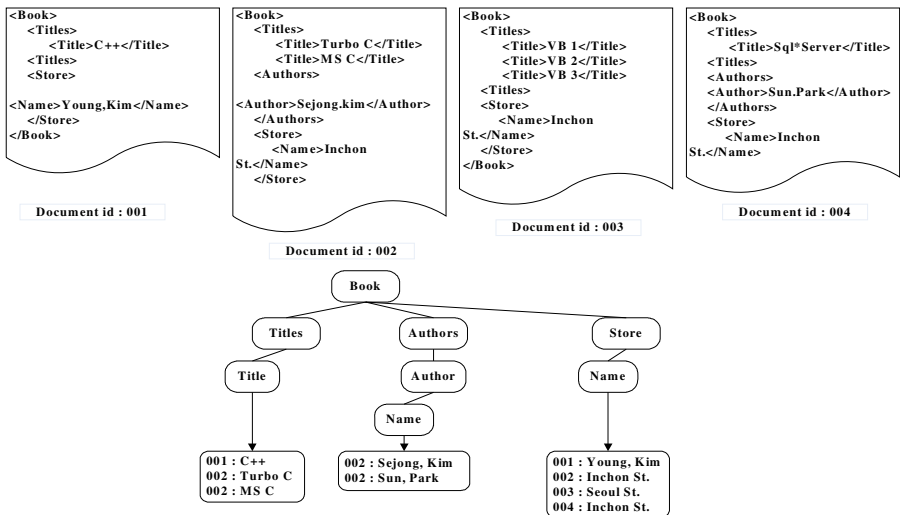 <Book>
<Titles>
<Title>C++</Title>
<Titles>
<Store>
<Name>Young,Kim</Name>
</Store>
</Book>
Document id : 001
<Book>
<Titles>
<Title>Turbo C</Title>
<Title>MS C</Title>
<Authors>
<Author>Sejong.kim</Author>
</Authors>
<Store>
<Name>Inchon
St.</Name>
</Store>
Document id : 002
<Book>
<Titles>
<Title>VB 1</Title>
<Title>VB 2</Title>
<Title>VB 3</Title>
<Titles>
<Store>
<Name>Inchon
St.</Name>
</Store>
</Book>
Document id : 003
<Book>
<Titles>
<Title>Sql*Server</Title>
<Titles>
<Authors>
<Author>Sun.Park</Author>
</Authors>
<Store>
<Name>Inchon
St.</Name>
Document id : 004
Book
Titles
Authors
Store
Title
Author
Name
Name
001 : C++
002 : Turbo C
002 : MS C
002 : Sejong, Kim
002 : Sun, Park
001 : Young, Kim
002 : Inchon St.
003 : Seoul St.
004 : Inchon St.